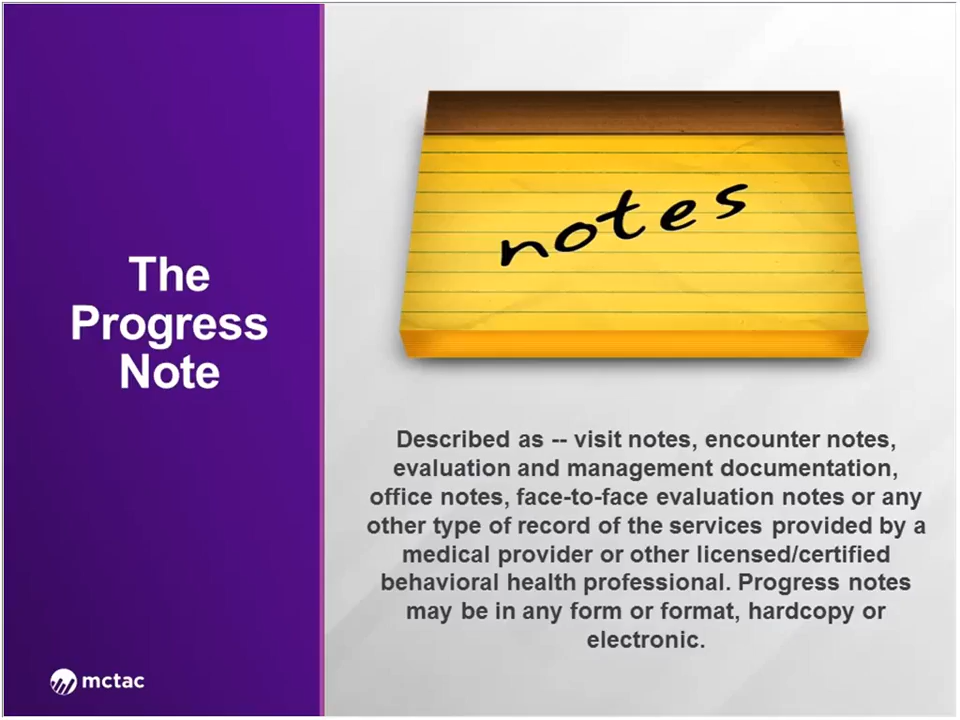 The
Progress
Note
notes
Described as -- visit notes, encounter notes,
evaluation and management documentation,
office notes, face-to-face evaluation notes or any
other type of record of the services provided by a
medical provider or other licensed/certified
behavioral health professional. Progress notes
may be in any form or format, hardcopy or
electronic.
mctac